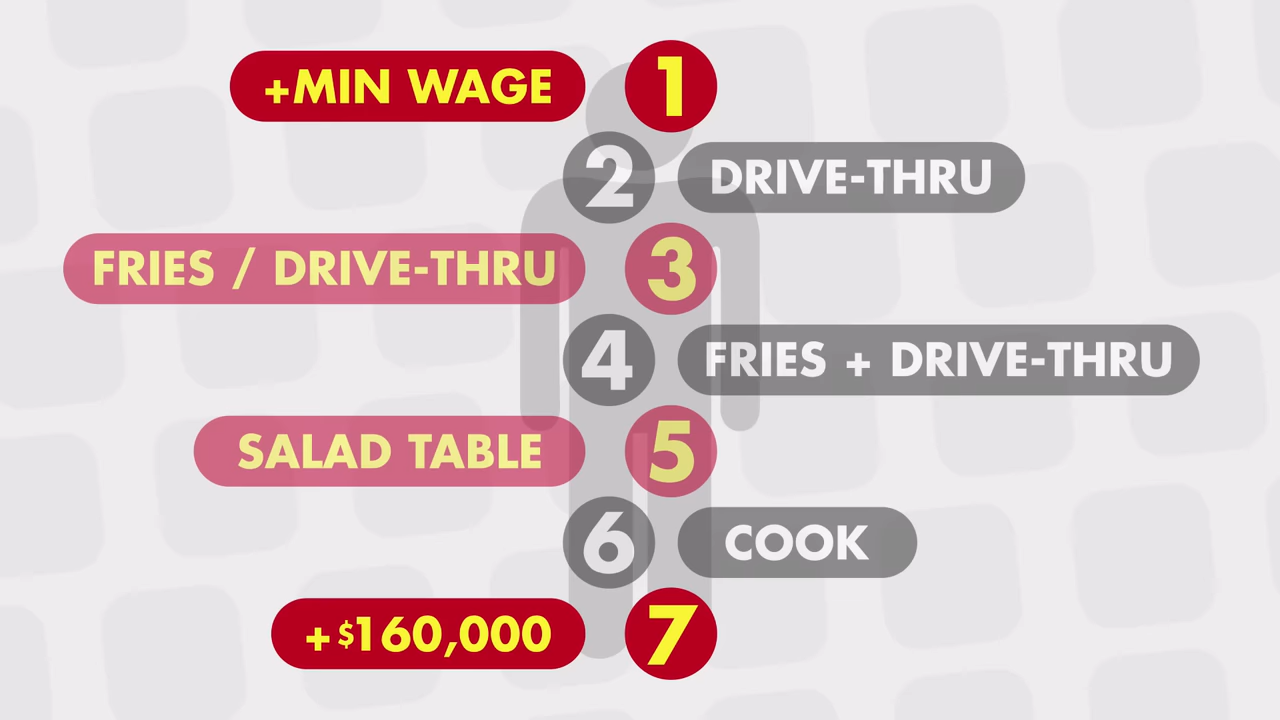 +MIN WAGE 1
2 DRIVE-THRU
FRIES / DRIVE-THRU 3
4 FRIES + DRIVE-THRU
SALAD TABLE 5
6 COOK
+$160,000 7